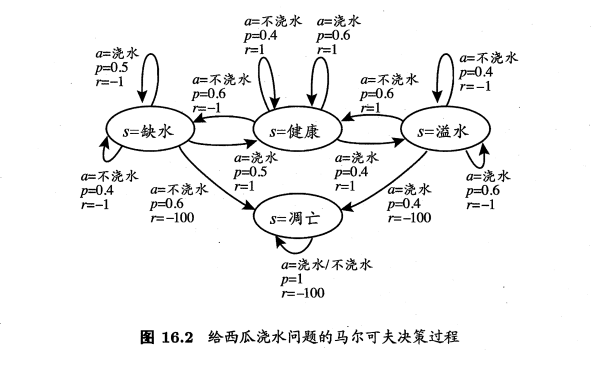 a=浇水
p=0.5
r=−1
a=不浇水
p=0.4
r=1
a=浇水
p=0.6
r=1
a=不浇水
p=0.4
r=−1
a=不浇水
p=0.6
r=−1
a=不浇水
p=0.6
r=1
s=缺水
s=健康
s=溢水
a=不浇水
p=0.4
r=−1
a=不浇水
p=0.6
r=−100
a=浇水
p=0.5
r=1
a=浇水
p=0.4
r=1
a=浇水
p=0.4
r=−100
a=浇水
p=0.6
r=−1
s=凋亡
a=浇水/不浇水
p=1
r=−100
图 16.2 给西瓜浇水问题的马尔可夫决策过程